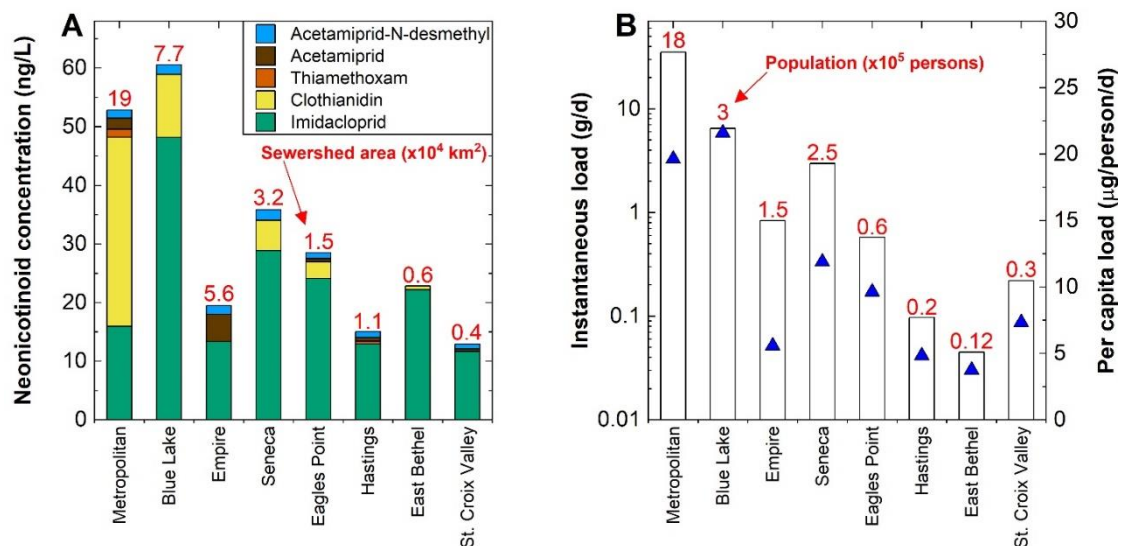 A
Acetamiprid-N-desmethyl
Acetamiprid
Thiamethoxam
Clothianidin
Imidacloprid
Sewershed area (x10⁴ km²)
Neonicotinoid concentration (ng/L)
60
50
40
30
20
10
0
19
7.7
5.6
3.2
1.5
1.1
0.6
0.4
Metropolitan
Blue Lake
Empire
Seneca
Eagles Point
Hastings
East Bethel
St. Croix Valley
B
Population (x10⁵ persons)
Instantaneous load (g/d)
10
1
0.1
0.01
18
3
1.5
2.5
0.6
0.2
0.12
0.3
30
25
20
15
10
5
0
Per capita load (μg/person/d)
Metropolitan
Blue Lake
Empire
Seneca
Eagles Point
Hastings
East Bethel
St. Croix Valley